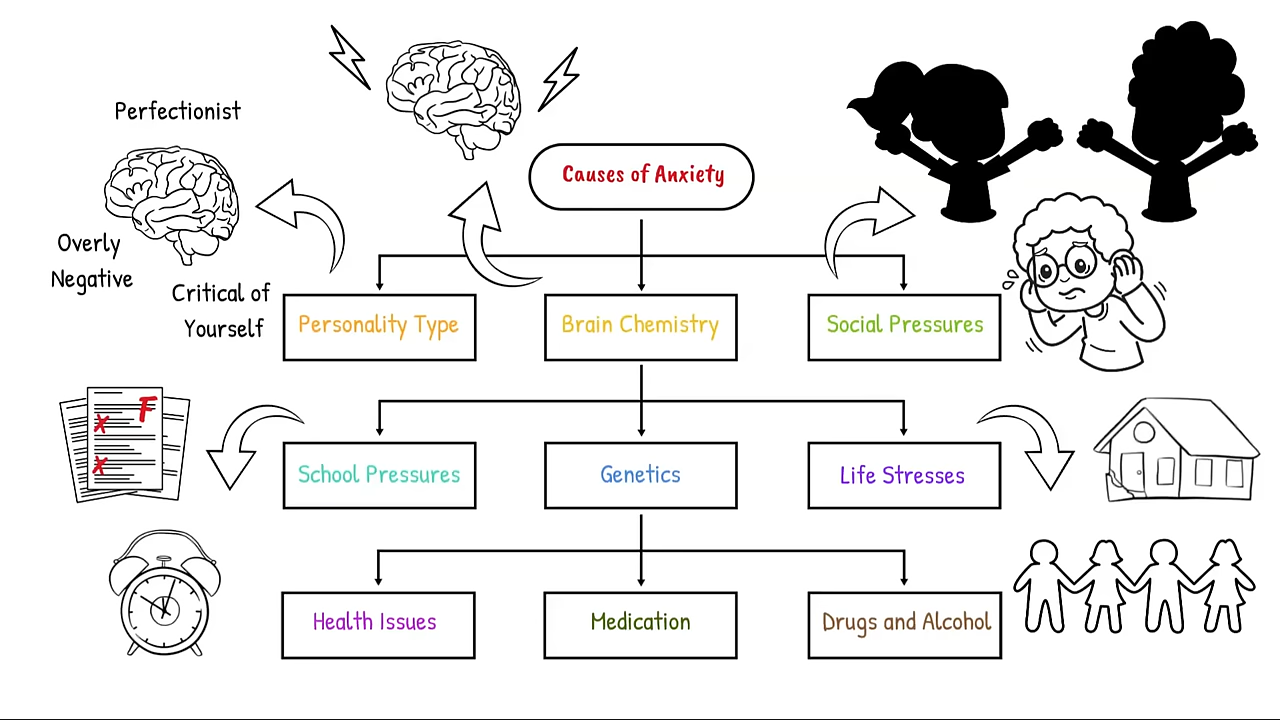 Causes of Anxiety
Perfectionist
Overly
Negative
Critical of
Yourself
Personality Type
Brain Chemistry
Social Pressures
F
X
X
School Pressures
Genetics
Life Stresses
Health Issues
Medication
Drugs and Alcohol